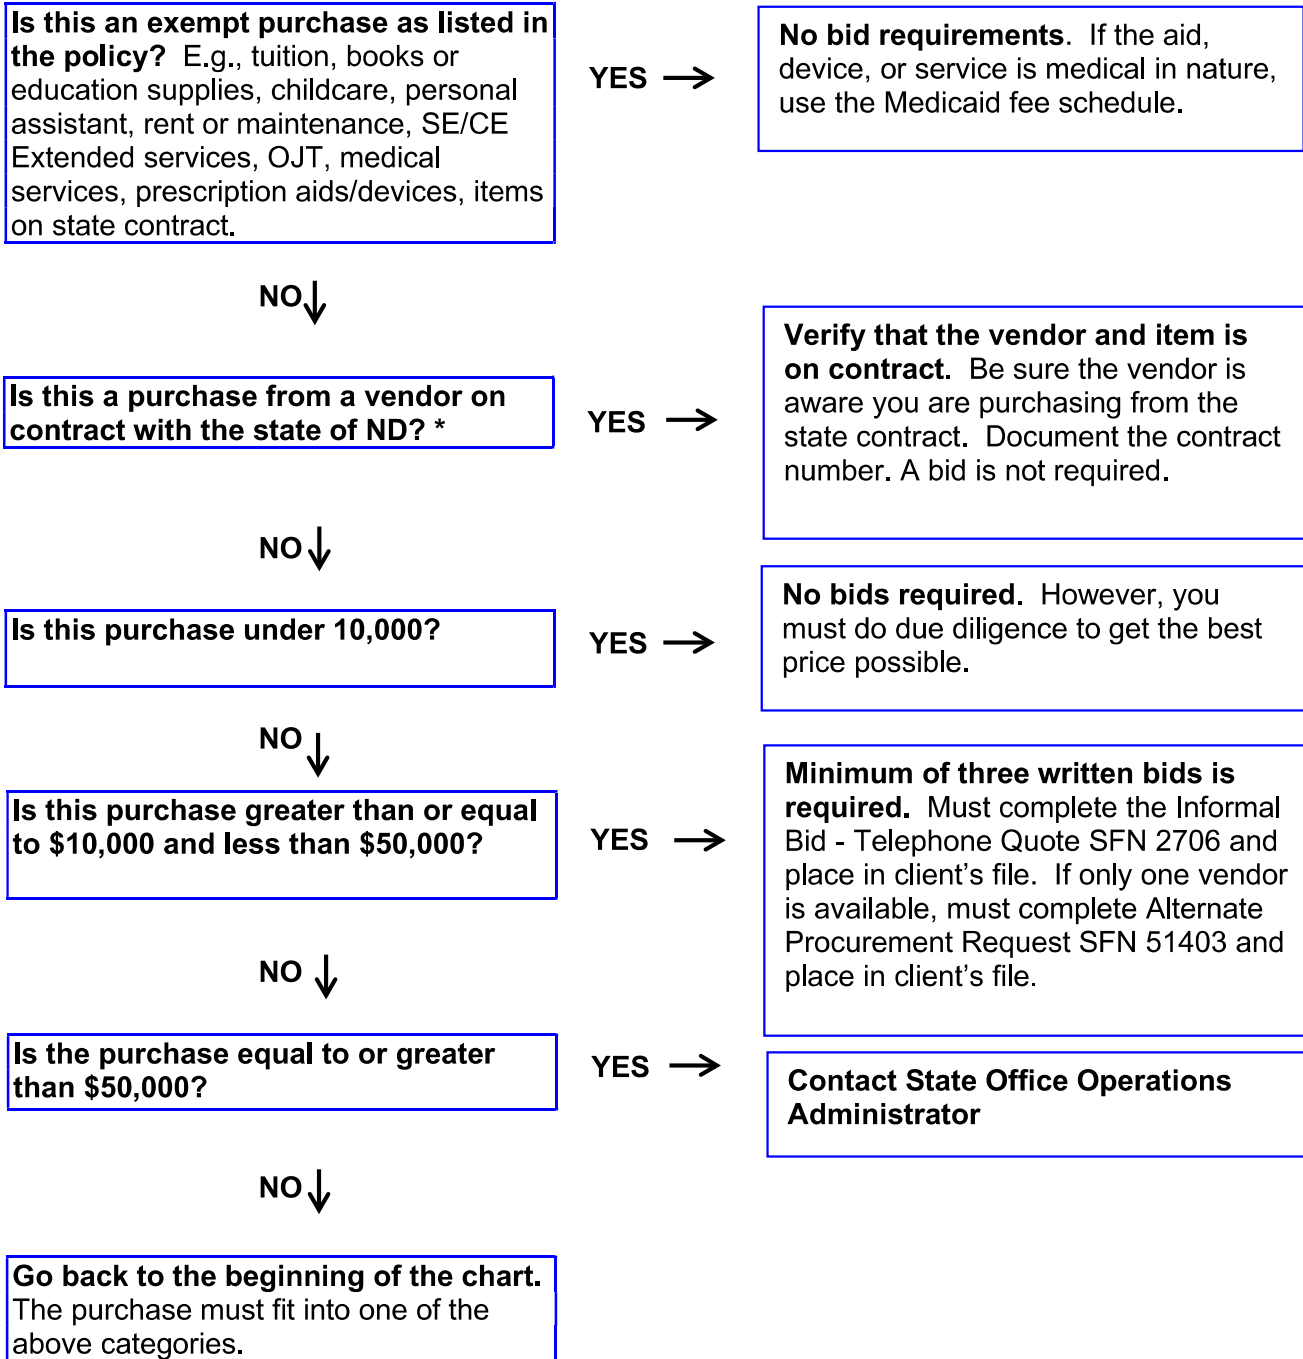 Is this an exempt purchase as listed in
the policy? E.g., tuition, books or
education supplies, childcare, personal
assistant, rent or maintenance, SE/CE
Extended services, OJT, medical
services, prescription aids/devices, items
on state contract.
YES
No bid requirements. If the aid,
device, or service is medical in nature,
use the Medicaid fee schedule.
NO
Is this a purchase from a vendor on
contract with the state of ND? *
YES
Verify that the vendor and item is
on contract. Be sure the vendor is
aware you are purchasing from the
state contract. Document the contract
number. A bid is not required.
NO
Is this purchase under 10,000?
YES
No bids required. However, you
must do due diligence to get the best
price possible.
NO
Is this purchase greater than or equal
to $10,000 and less than $50,000?
YES
Minimum of three written bids is
required. Must complete the Informal
Bid - Telephone Quote SFN 2706 and
place in client's file. If only one vendor
is available, must complete Alternate
Procurement Request SFN 51403 and
place in client's file.
NO
Is the purchase equal to or greater
than $50,000?
YES
Contact State Office Operations
Administrator
NO
Go back to the beginning of the chart.
The purchase must fit into one of the
above categories.